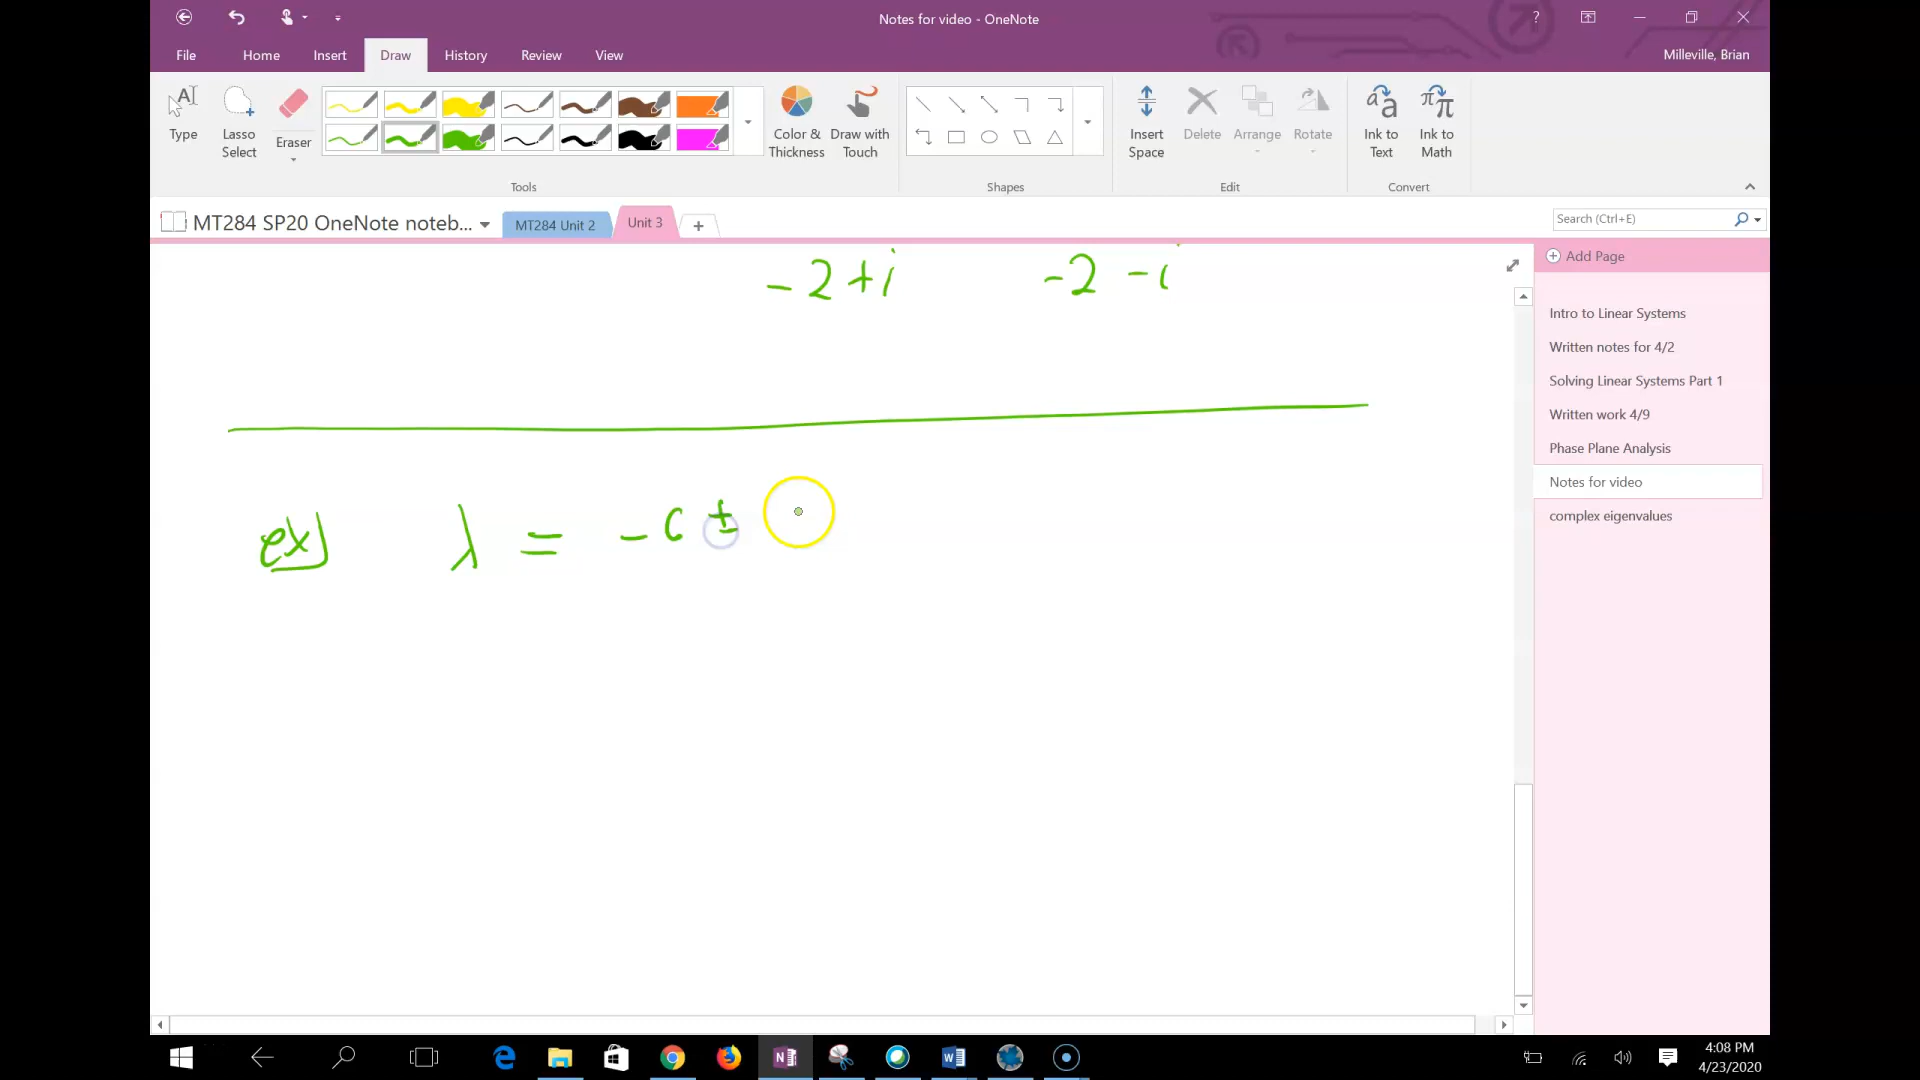 Notes for video - OneNote
?
File Home Insert Draw History Review View
Milleville, Brian
Type
Lasso Select
Eraser
Color & Thickness
Draw with Touch
Insert Space
Delete
Arrange
Rotate
Ink to Text
Ink to Math
Tools Shapes Edit Convert
MT284 SP20 OneNote noteb...
MT284 Unit 2
Unit 3
+
Search (Ctrl+E)
Add Page
Intro to Linear Systems
Written notes for 4/2
Solving Linear Systems Part 1
Written work 4/9
Phase Plane Analysis
Notes for video
complex eigenvalues
-2 +i -2 -i
ex) λ = -6 ±
4:08 PM
4/23/2020